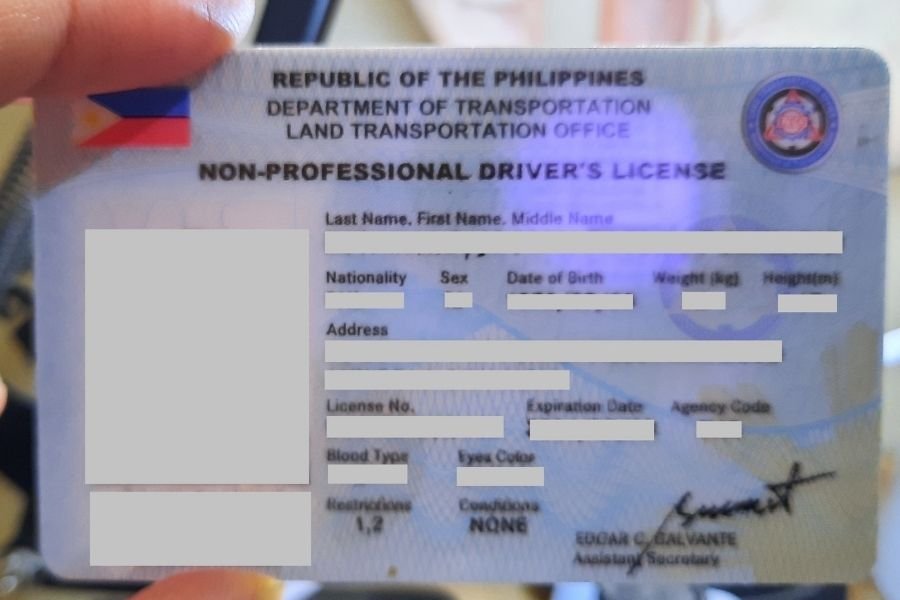 REPUBLIC OF THE PHILIPPINES
DEPARTMENT OF TRANSPORTATION
LAND TRANSPORTATION OFFICE
NON-PROFESSIONAL DRIVER'S LICENSE
Last Name, First Name, Middle Name
Nationality Sex Date of Birth Weight (kg) Height(m)
Address
License No. Expiration Date Agency Code
Blood Type Eyes Color
Restrictions Conditions
1,2 NONE
EDGAR C. GALVANTE
Assistant Secretary